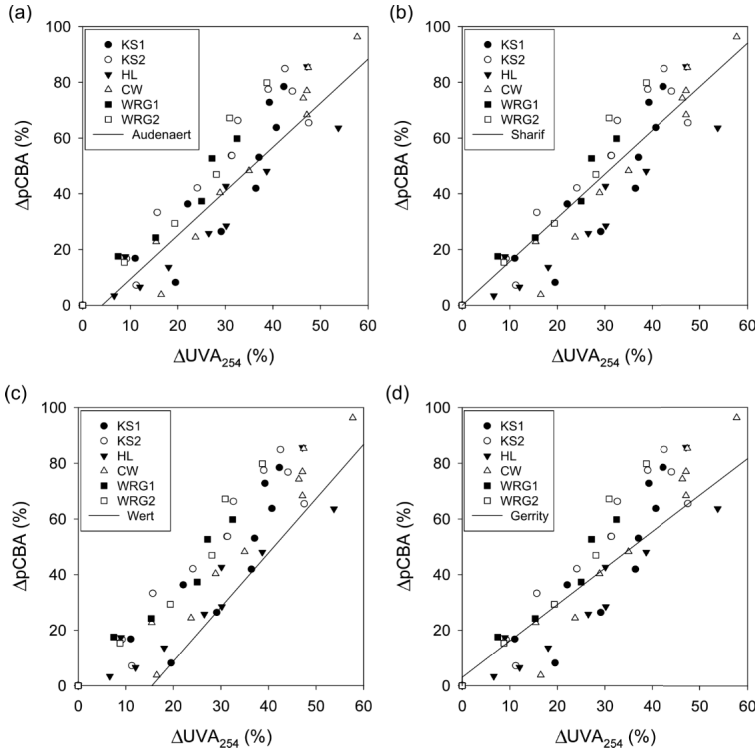 (a)
100
80
60
40
20
0
ΔpCBA (%)
KS1
KS2
HL
CW
WRG1
WRG2
Audenaert
0 10 20 30 40 50 60
ΔUVA254 (%)
(b)
100
80
60
40
20
0
ΔpCBA (%)
KS1
KS2
HL
CW
WRG1
WRG2
Sharif
0 10 20 30 40 50 60
ΔUVA254 (%)
(c)
100
80
60
40
20
0
ΔpCBA (%)
KS1
KS2
HL
CW
WRG1
WRG2
Wert
0 10 20 30 40 50 60
ΔUVA254 (%)
(d)
100
80
60
40
20
0
ΔpCBA (%)
KS1
KS2
HL
CW
WRG1
WRG2
Gerrity
0 10 20 30 40 50 60
ΔUVA254 (%)